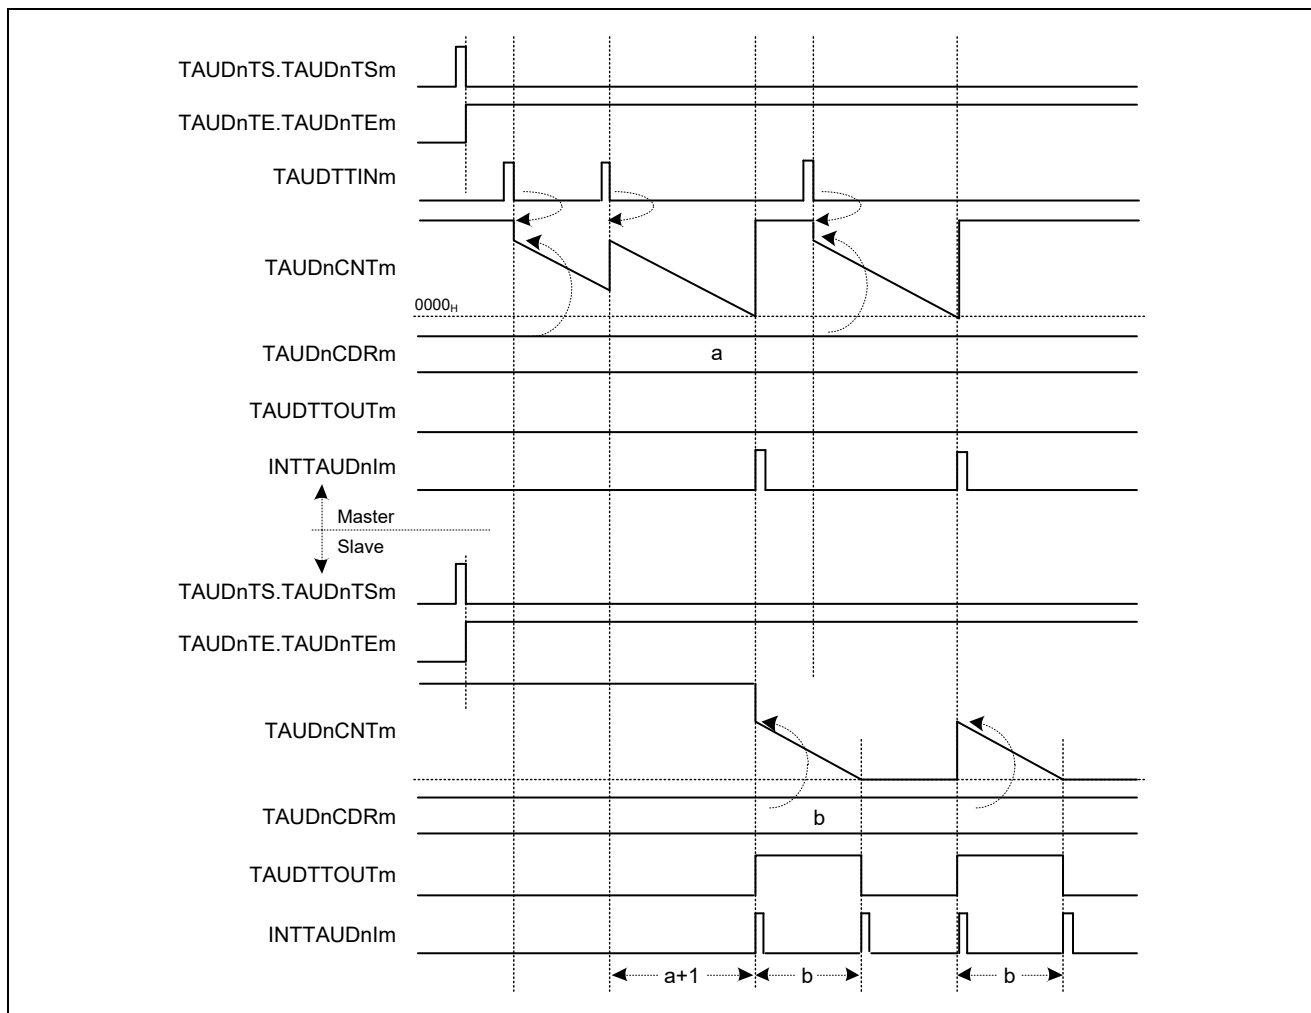 TAUDnTS.TAUDnTSm
TAUDnTE.TAUDnTEm
TAUDTTINm
TAUDnCNTm
0000H
TAUDnCDRm
a
TAUDTTOUTm
INTTAUDnIm
Master
Slave
TAUDnTS.TAUDnTSm
TAUDnTE.TAUDnTEm
TAUDnCNTm
TAUDnCDRm
b
TAUDTTOUTm
INTTAUDnIm
a+1 b b